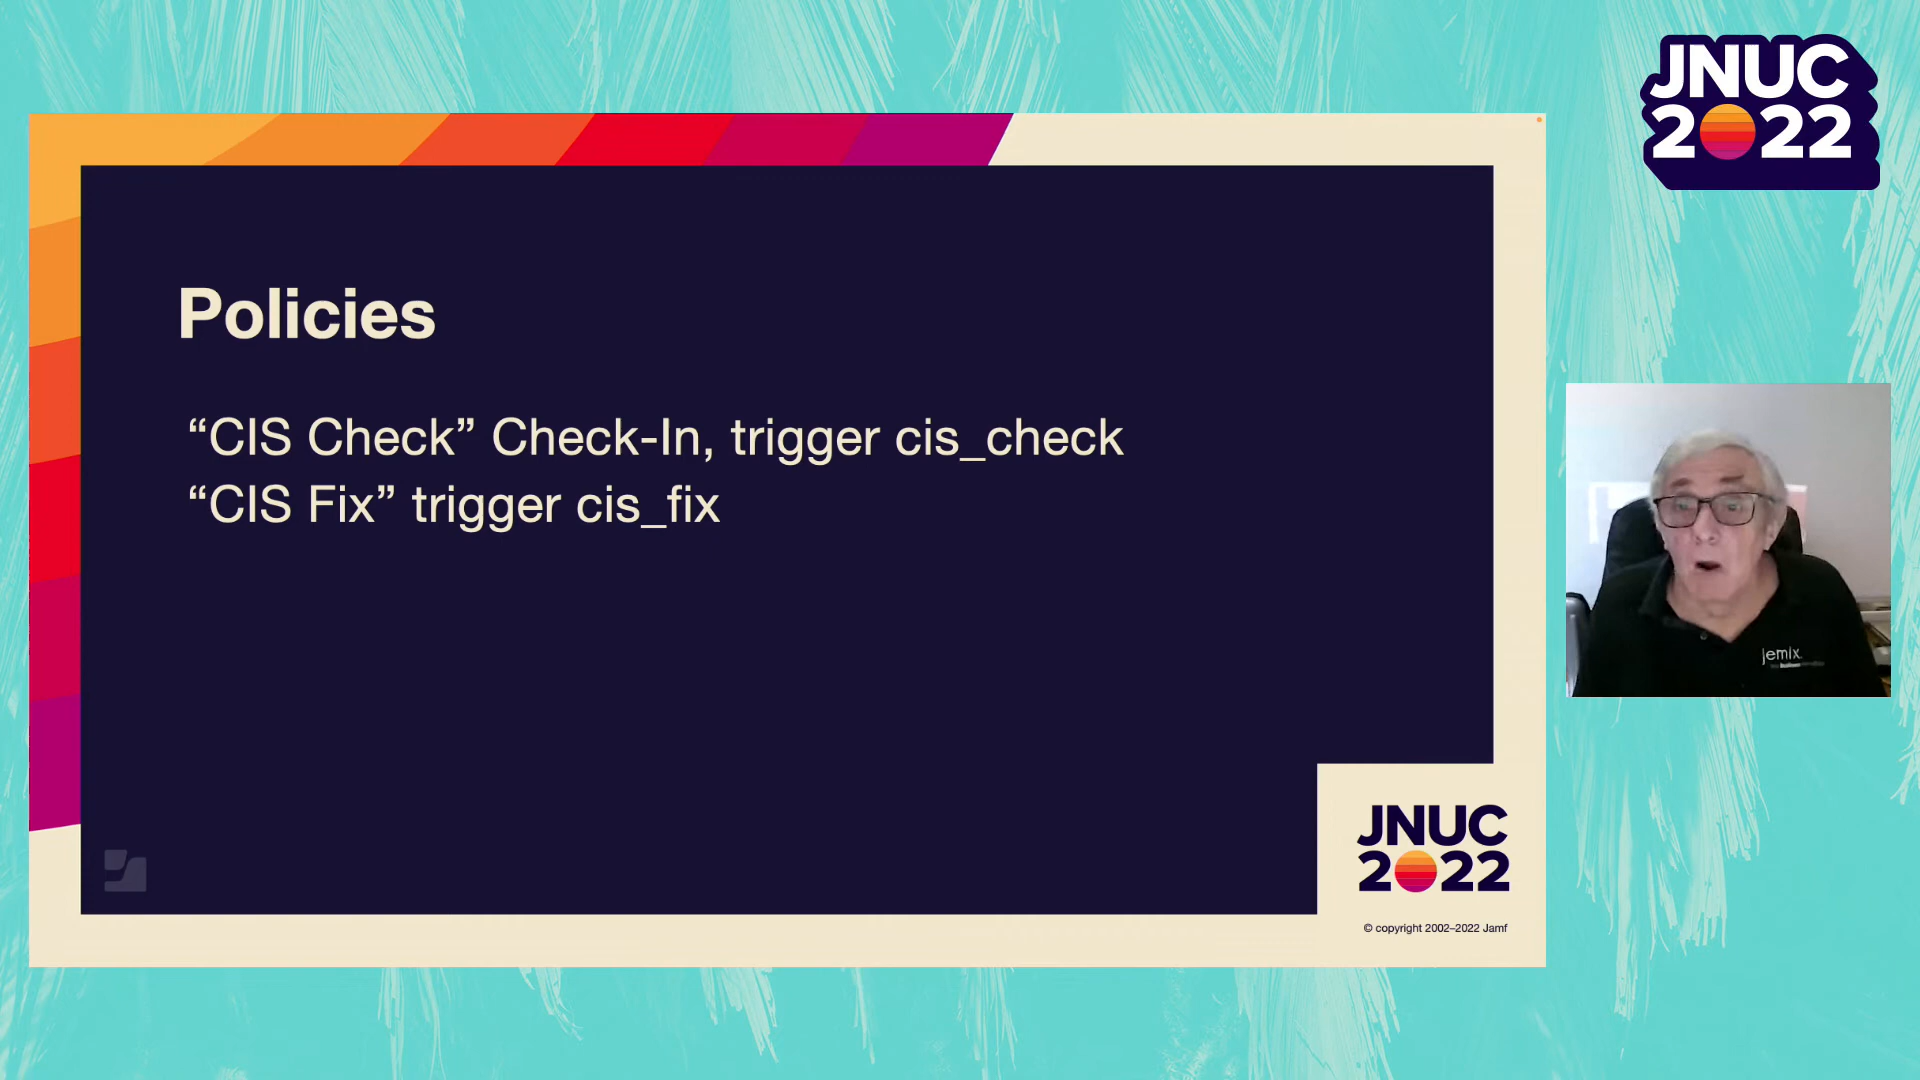 JNUC
2022
Policies
“CIS Check” Check-In, trigger cis_check
“CIS Fix” trigger cis_fix
jemix.
JNUC
2022
© copyright 2002–2022 Jamf